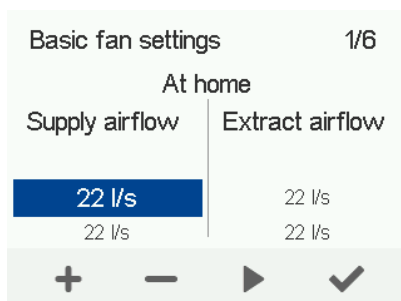 Basic fan settings 1/6
At home
Supply airflow Extract airflow
22 l/s 22 l/s
22 l/s 22 l/s